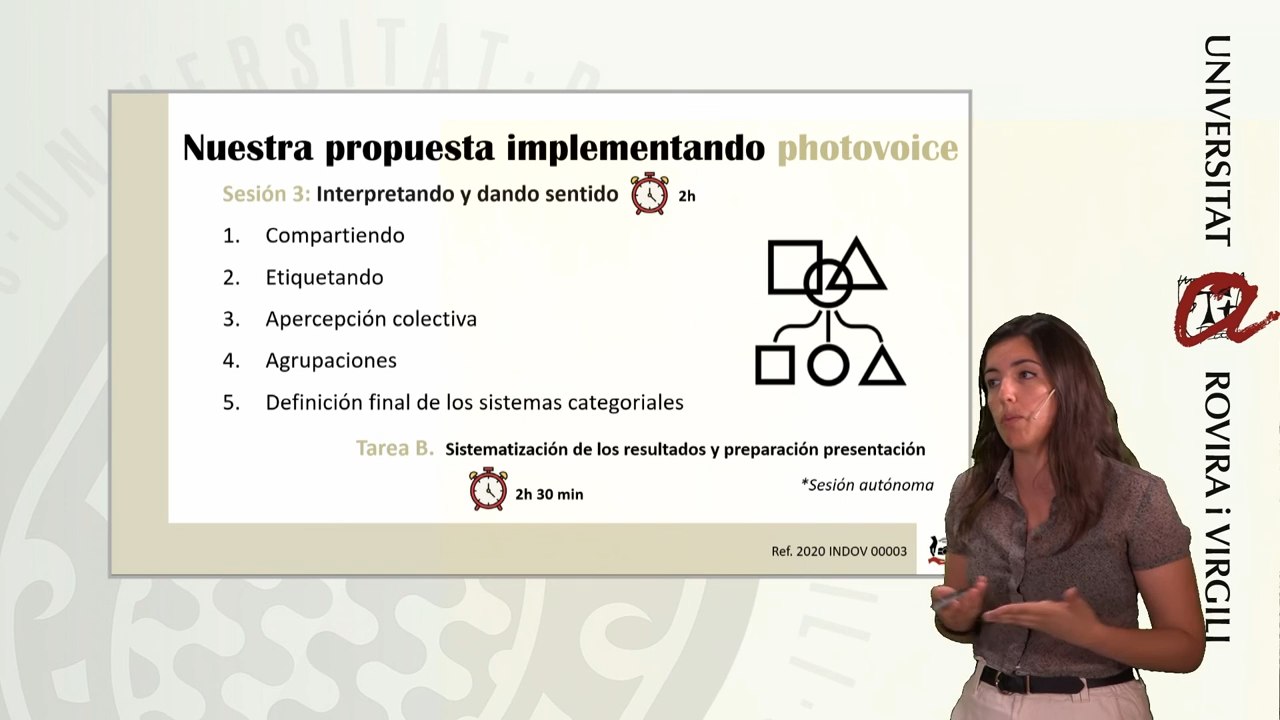 Nuestra propuesta implementando photovoice
Sesión 3: Interpretando y dando sentido 2h
1. Compartiendo
2. Etiquetando
3. Apercepción colectiva
4. Agrupaciones
5. Definición final de los sistemas categoriales
Tarea B. Sistematización de los resultados y preparación presentación
2h 30 min
*Sesión autónoma
Ref. 2020 INDOV 00003
UNIVERSITAT
ROVIRA i VIRGILI